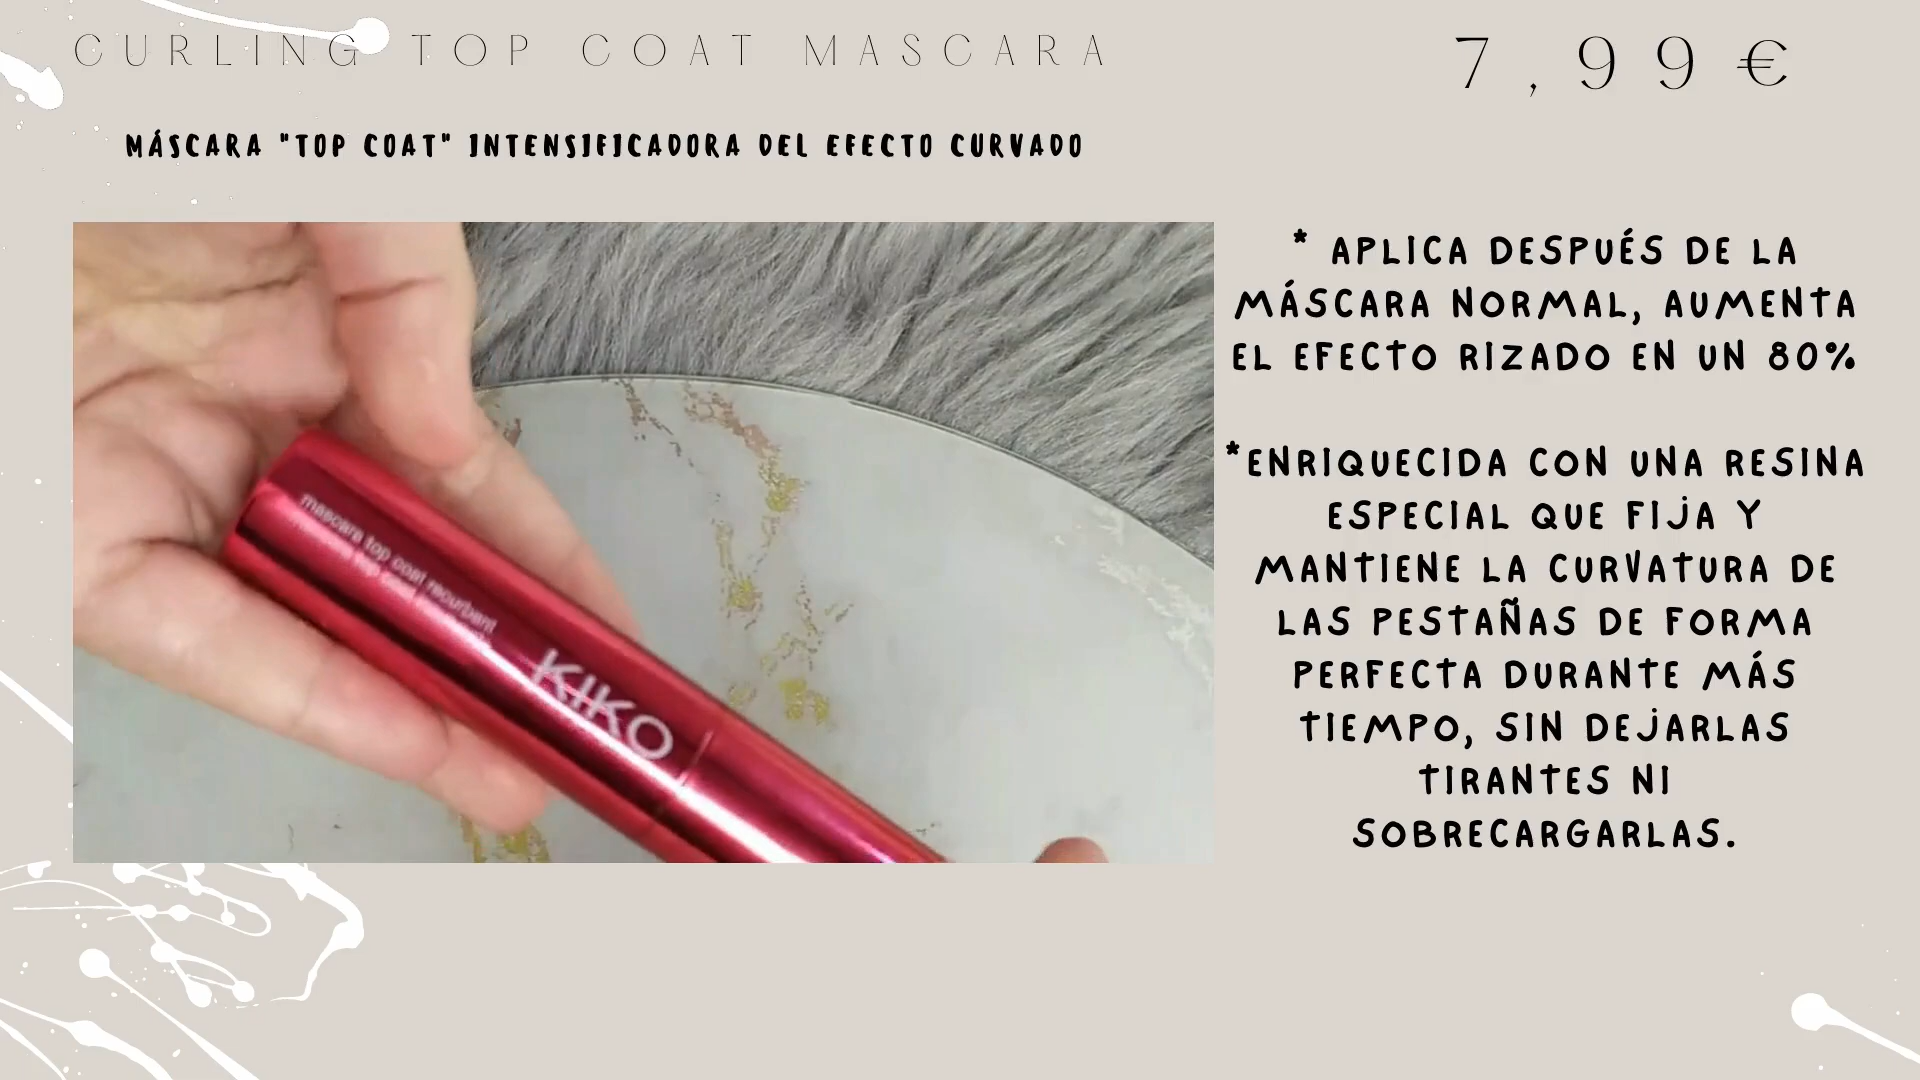 CURLING TOP COAT MASCARA
7,99€
MÁSCARA "TOP COAT" INTENSIFICADORA DEL EFECTO CURVADO
* APLICA DESPUÉS DE LA
MÁSCARA NORMAL, AUMENTA
EL EFECTO RIZADO EN UN 80%
*ENRIQUECIDA CON UNA RESINA
ESPECIAL QUE FIJA Y
MANTIENE LA CURVATURA DE
LAS PESTAÑAS DE FORMA
PERFECTA DURANTE MÁS
TIEMPO, SIN DEJARLAS
TIRANTES NI
SOBRECARGARLAS.
mascara top coat recurbant
KIKO